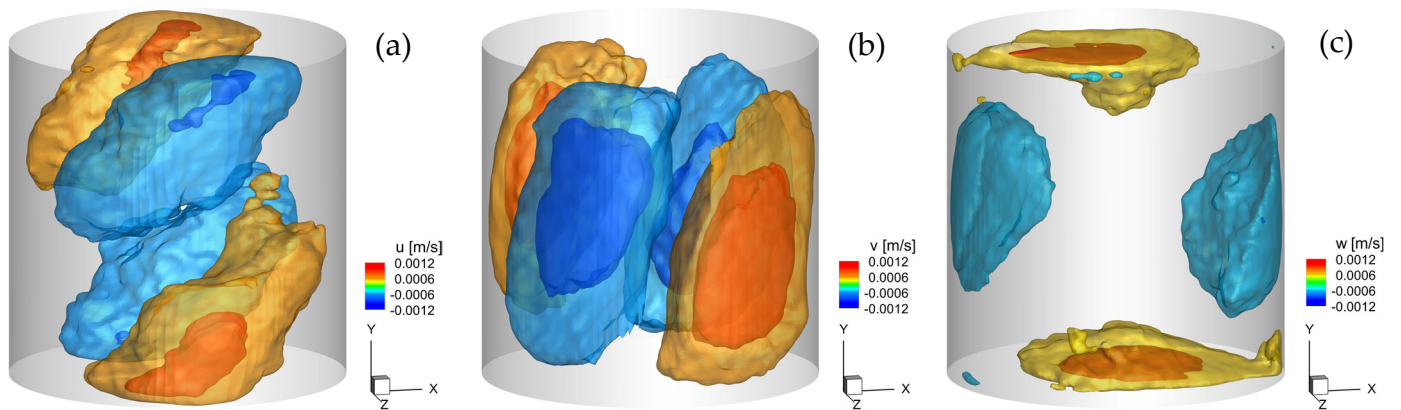 (a)
u [m/s]
0.0012
0.0006
-0.0006
-0.0012
Y
X
Z
(b)
v [m/s]
0.0012
0.0006
-0.0006
-0.0012
Y
X
Z
(c)
w [m/s]
0.0012
0.0006
-0.0006
-0.0012
Y
X
Z